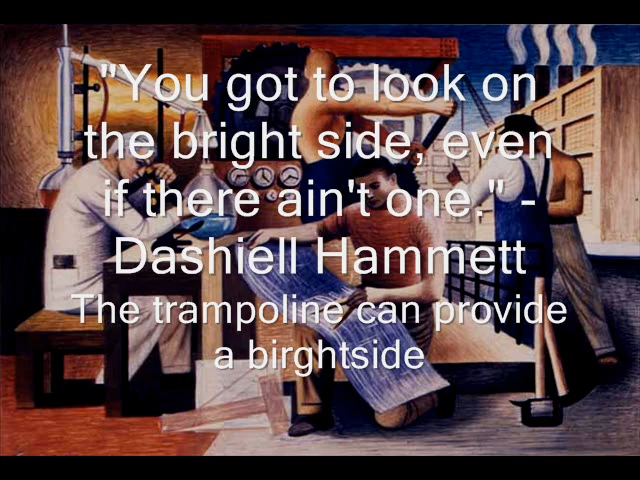 "You got to look on
the bright side, even
if there ain't one." -
Dashiell Hammett
The trampoline can provide
a birghtside